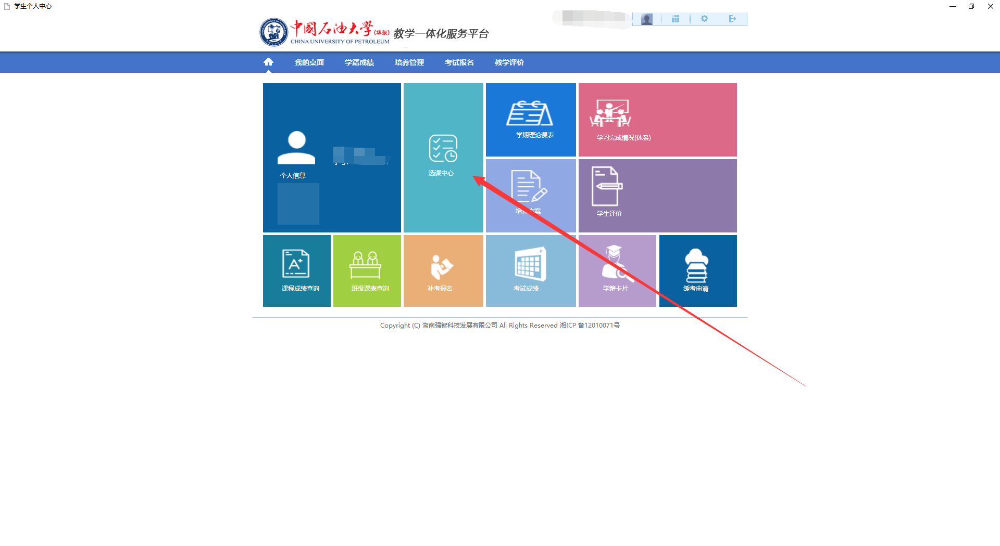 学生个人中心
中国石油大学(华东)
CHINA UNIVERSITY OF PETROLEUM
教学一体化服务平台
我的桌面 学籍成绩 培养管理 考试报名 教学评价
个人信息
选课中心
学期理论课表
学习完成情况(体系)
培养方案
学生评价
课程成绩查询
A+
班级课表查询
补考报名
考试成绩
学籍卡片
缓考申请
Copyright (C) 湖南强智科技发展有限公司 All Rights Reserved 湘ICP 备12010071号